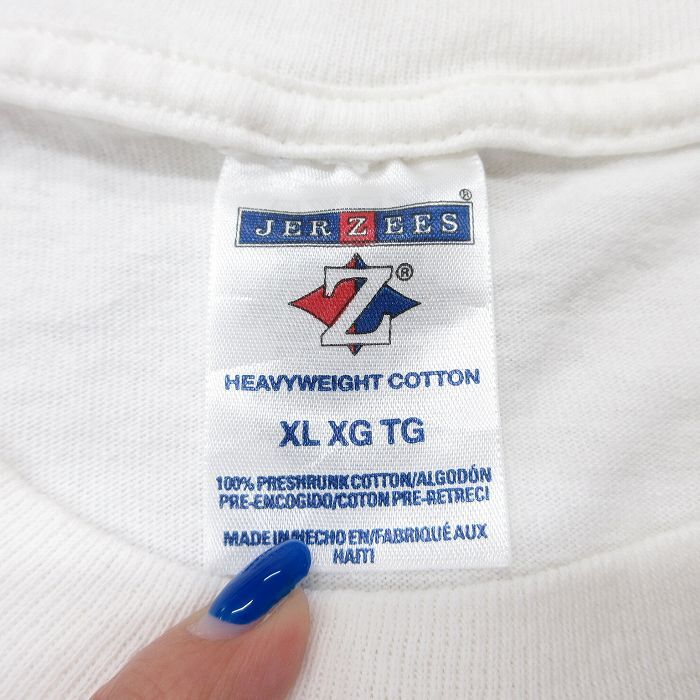 JERZEES®
Z®
HEAVYWEIGHT COTTON
XL XG TG
100% PRESHRUNK COTTON/ALGODÓN
PRE-ENCOGIDO/COTON PRE-RETRECI
MADE IN/HECHO EN/FABRIQUÉ AUX
HAITI